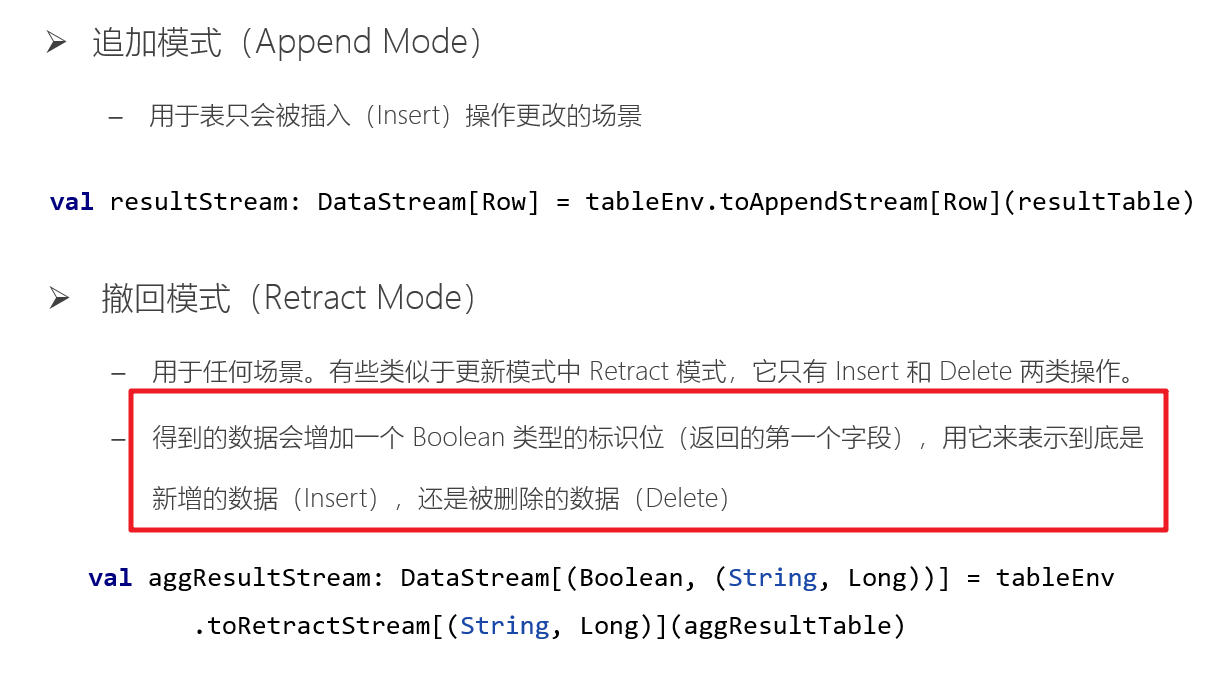 ➢ 追加模式（Append Mode）
– 用于表只会被插入（Insert）操作更改的场景
val resultStream: DataStream[Row] = tableEnv.toAppendStream[Row](resultTable)
➢ 撤回模式（Retract Mode）
– 用于任何场景。有些类似于更新模式中 Retract 模式，它只有 Insert 和 Delete 两类操作。
– 得到的数据会增加一个 Boolean 类型的标识位（返回的第一个字段），用它来表示到底是
新增的数据（Insert），还是被删除的数据（Delete）
val aggResultStream: DataStream[(Boolean, (String, Long))] = tableEnv
.toRetractStream[(String, Long)](aggResultTable)